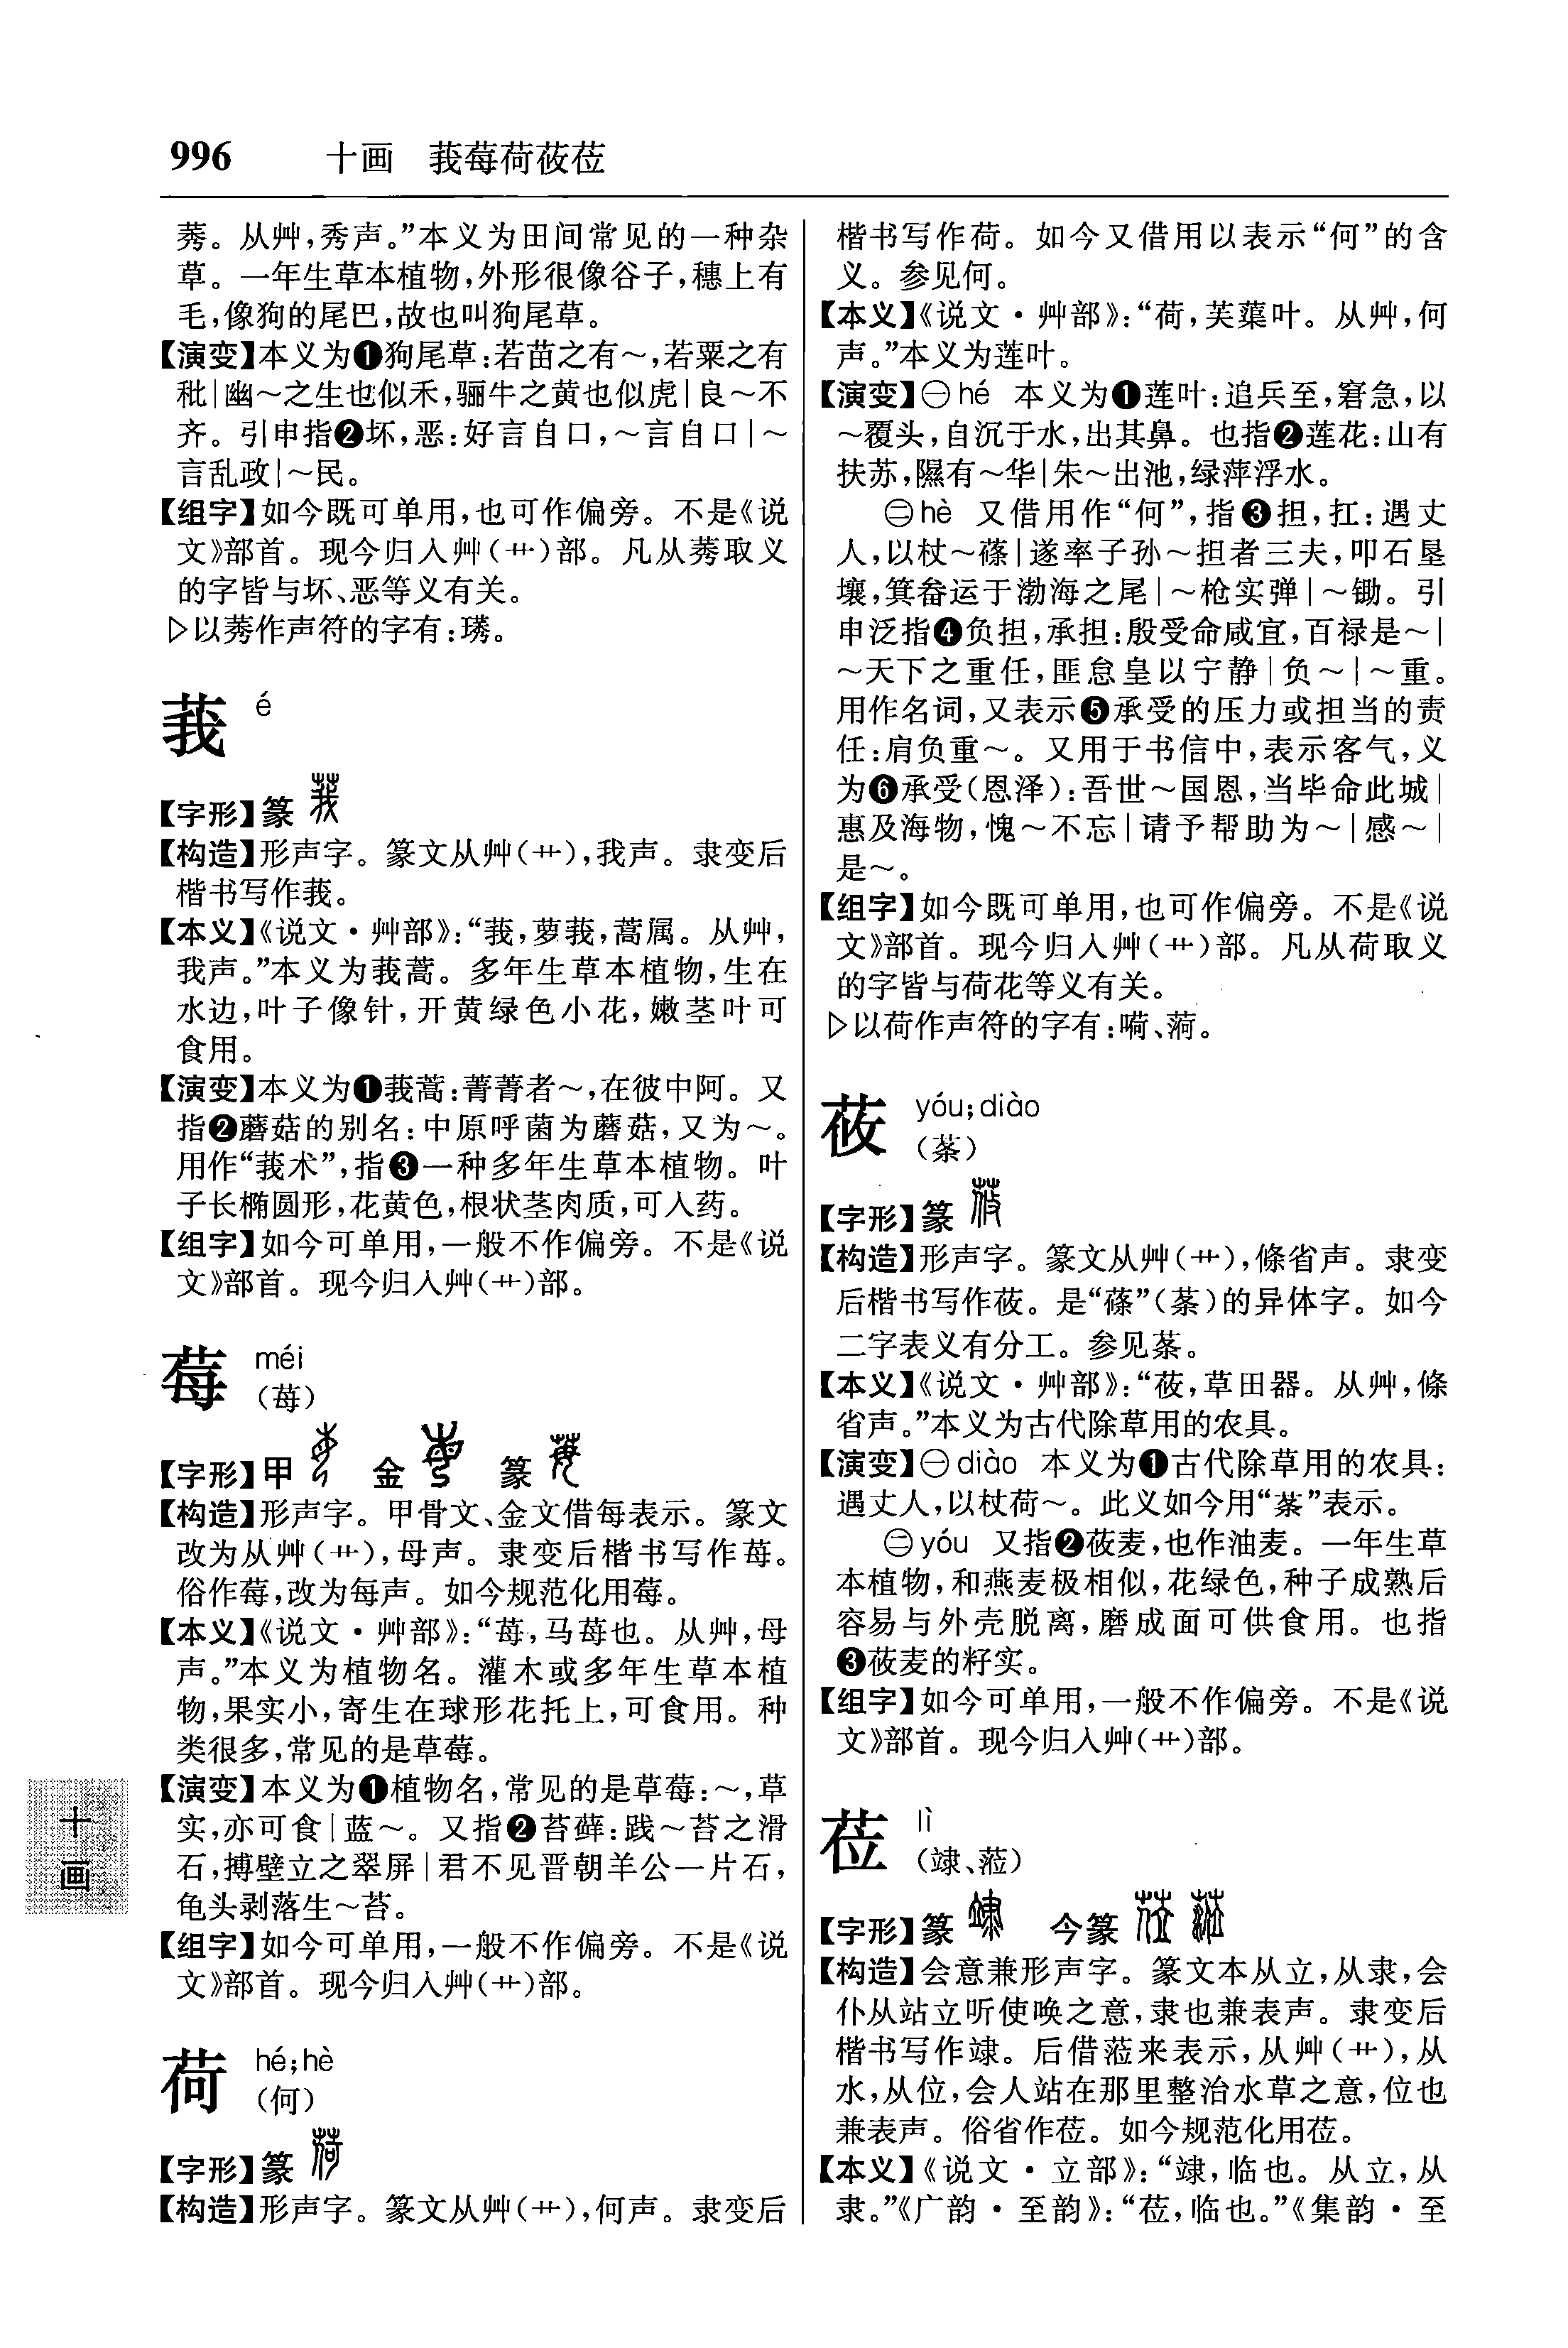 996 十画 莪莓荷莜莅
莠。从艸,秀声。”本义为田间常见的一种杂
草。一年生草本植物,外形很像谷子,穗上有
毛,像狗的尾巴,故也叫狗尾草。
【演变】本义为❶狗尾草:若苗之有～,若粟之有
秕|幽～之生也似禾,骊牛之黄也似虎|良～不
齐。引申指❷坏,恶:好言自口,～言自口|～
言乱政|～民。
【组字】如今既可单用,也可作偏旁。不是《说
文》部首。现今归入艸(艹)部。凡从莠取义
的字皆与坏、恶等义有关。
▷以莠作声符的字有:琇。
莪 é
【字形】篆
【构造】形声字。篆文从艸(艹),我声。隶变后
楷书写作莪。
【本义】《说文·艸部》:“莪,萝莪,蒿属。从艸,
我声。”本义为莪蒿。多年生草本植物,生在
水边,叶子像针,开黄绿色小花,嫩茎叶可
食用。
【演变】本义为❶莪蒿:菁菁者～,在彼中阿。又
指❷蘑菇的别名:中原呼菌为蘑菇,又为～。
用作“莪术”,指❸一种多年生草本植物。叶
子长椭圆形,花黄色,根状茎肉质,可入药。
【组字】如今可单用,一般不作偏旁。不是《说
文》部首。现今归入艸(艹)部。
莓 méi
(苺)
【字形】甲 金 篆
【构造】形声字。甲骨文、金文借每表示。篆文
改为从艸(艹),母声。隶变后楷书写作苺。
俗作莓,改为每声。如今规范化用莓。
【本义】《说文·艸部》:“苺,马苺也。从艸,母
声。”本义为植物名。灌木或多年生草本植
物,果实小,寄生在球形花托上,可食用。种
类很多,常见的是草莓。
【演变】本义为❶植物名,常见的是草莓:～,草
实,亦可食|蓝～。又指❷苔藓:践～苔之滑
石,搏壁立之翠屏|君不见晋朝羊公一片石,
龟头剥落生～苔。
【组字】如今可单用,一般不作偏旁。不是《说
文》部首。现今归入艸(艹)部。
荷 hé;hè
(何)
【字形】篆
【构造】形声字。篆文从艸(艹),何声。隶变后
楷书写作荷。如今又借用以表示“何”的含
义。参见何。
【本义】《说文·艸部》:“荷,芙蕖叶。从艸,何
声。”本义为莲叶。
【演变】㊀hé 本义为❶莲叶:追兵至,窘急,以
～覆头,自沉于水,出其鼻。也指❷莲花:山有
扶苏,隰有～华|朱～出池,绿萍浮水。
㊁hè 又借用作“何”,指❸担,扛:遇丈
人,以杖～蓧|遂率子孙～担者三夫,叩石垦
壤,箕畚运于渤海之尾|～枪实弹|～锄。引
申泛指❹负担,承担:殷受命咸宜,百禄是～|
～天下之重任,匪怠皇以宁静|负～|～重。
用作名词,又表示❺承受的压力或担当的责
任:肩负重～。又用于书信中,表示客气,义
为❻承受(恩泽):吾世～国恩,当毕命此城|
惠及海物,愧～不忘|请予帮助为～|感～|
是～。
【组字】如今既可单用,也可作偏旁。不是《说
文》部首。现今归入艸(艹)部。凡从荷取义
的字皆与荷花等义有关。
▷以荷作声符的字有:嗬、菏。
莜 yóu;diào
(蓧)
【字形】篆
【构造】形声字。篆文从艸(艹),條省声。隶变
后楷书写作莜。是“蓧”(䒒)的异体字。如今
二字表义有分工。参见䒒。
【本义】《说文·艸部》:“莜,草田器。从艸,條
省声。”本义为古代除草用的农具。
【演变】㊀diào 本义为❶古代除草用的农具:
遇丈人,以杖荷～。此义如今用“䒒”表示。
㊁yóu 又指❷莜麦,也作油麦。一年生草
本植物,和燕麦极相似,花绿色,种子成熟后
容易与外壳脱离,磨成面可供食用。也指
❸莜麦的籽实。
【组字】如今可单用,一般不作偏旁。不是《说
文》部首。现今归入艸(艹)部。
莅 lì
(竦、蒞)
【字形】篆 今篆
【构造】会意兼形声字。篆文本从立,从隶,会
仆从站立听使唤之意,隶也兼表声。隶变后
楷书写作𥪕。后借蒞来表示,从艸(艹),从
水,从位,会人站在那里整治水草之意,位也
兼表声。俗省作莅。如今规范化用莅。
【本义】《说文·立部》:“𥪕,临也。从立,从
隶。”《广韵·至韵》:“莅,临也。”《集韵·至
十画